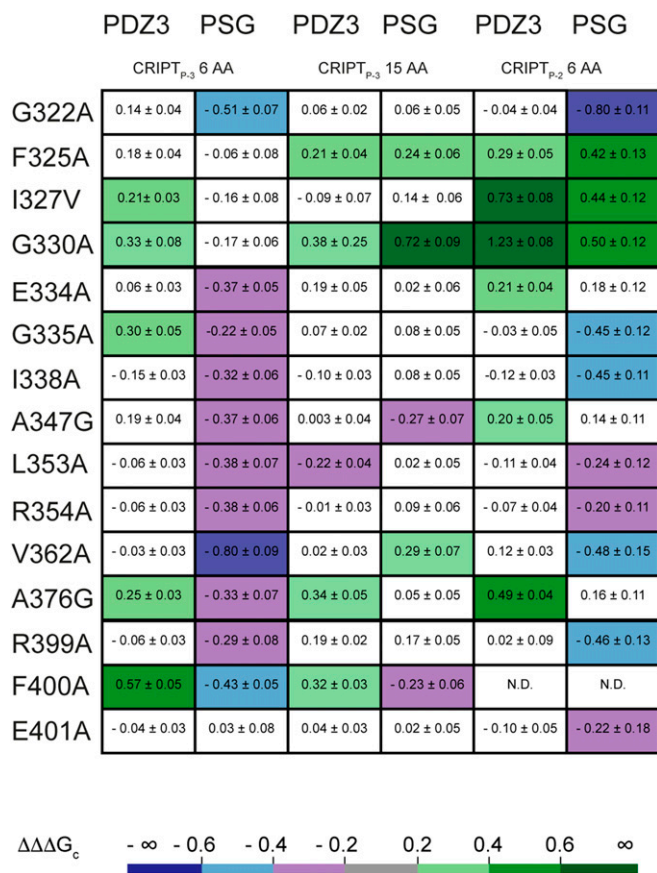 PDZ3 PSG PDZ3 PSG PDZ3 PSG
CRIPTP-3 6 AA CRIPTP-3 15 AA CRIPTP-2 6 AA
G322A 0.14 ± 0.04 - 0.51 ± 0.07 0.06 ± 0.02 0.06 ± 0.05 - 0.04 ± 0.04 - 0.80 ± 0.11
F325A 0.18 ± 0.04 - 0.06 ± 0.08 0.21 ± 0.04 0.24 ± 0.06 0.29 ± 0.05 0.42 ± 0.13
I327V 0.21± 0.03 - 0.16 ± 0.08 - 0.09 ± 0.07 0.14 ± 0.06 0.73 ± 0.08 0.44 ± 0.12
G330A 0.33 ± 0.08 - 0.17 ± 0.06 0.38 ± 0.25 0.72 ± 0.09 1.23 ± 0.08 0.50 ± 0.12
E334A 0.06 ± 0.03 - 0.37 ± 0.05 0.19 ± 0.05 0.02 ± 0.06 0.21 ± 0.04 0.18 ± 0.12
G335A 0.30 ± 0.05 -0.22 ± 0.05 0.07 ± 0.02 0.08 ± 0.05 - 0.03 ± 0.05 - 0.45 ± 0.12
I338A - 0.15 ± 0.03 - 0.32 ± 0.06 - 0.10 ± 0.03 0.08 ± 0.05 -0.12 ± 0.03 - 0.45 ± 0.11
A347G 0.19 ± 0.04 - 0.37 ± 0.06 0.003 ± 0.04 - 0.27 ± 0.07 0.20 ± 0.05 0.14 ± 0.11
L353A - 0.06 ± 0.03 - 0.38 ± 0.07 - 0.22 ± 0.04 0.02 ± 0.05 - 0.11 ± 0.04 - 0.24 ± 0.12
R354A - 0.06 ± 0.03 - 0.38 ± 0.06 - 0.01 ± 0.03 0.09 ± 0.06 - 0.07 ± 0.04 - 0.20 ± 0.11
V362A - 0.03 ± 0.03 -0.80 ± 0.09 0.02 ± 0.03 0.29 ± 0.07 0.12 ± 0.03 - 0.48 ± 0.15
A376G 0.25 ± 0.03 - 0.33 ± 0.07 0.34 ± 0.05 0.05 ± 0.05 0.49 ± 0.04 0.16 ± 0.11
R399A - 0.06 ± 0.03 - 0.29 ± 0.08 0.19 ± 0.02 0.17 ± 0.05 0.02 ± 0.09 - 0.46 ± 0.13
F400A 0.57 ± 0.05 - 0.43 ± 0.05 0.32 ± 0.03 - 0.23 ± 0.06 N.D. N.D.
E401A - 0.04 ± 0.03 0.03 ± 0.08 0.04 ± 0.03 0.02 ± 0.05 - 0.10 ± 0.05 - 0.22 ± 0.18
ΔΔΔGc - ∞ - 0.6 - 0.4 - 0.2 0.2 0.4 0.6 ∞